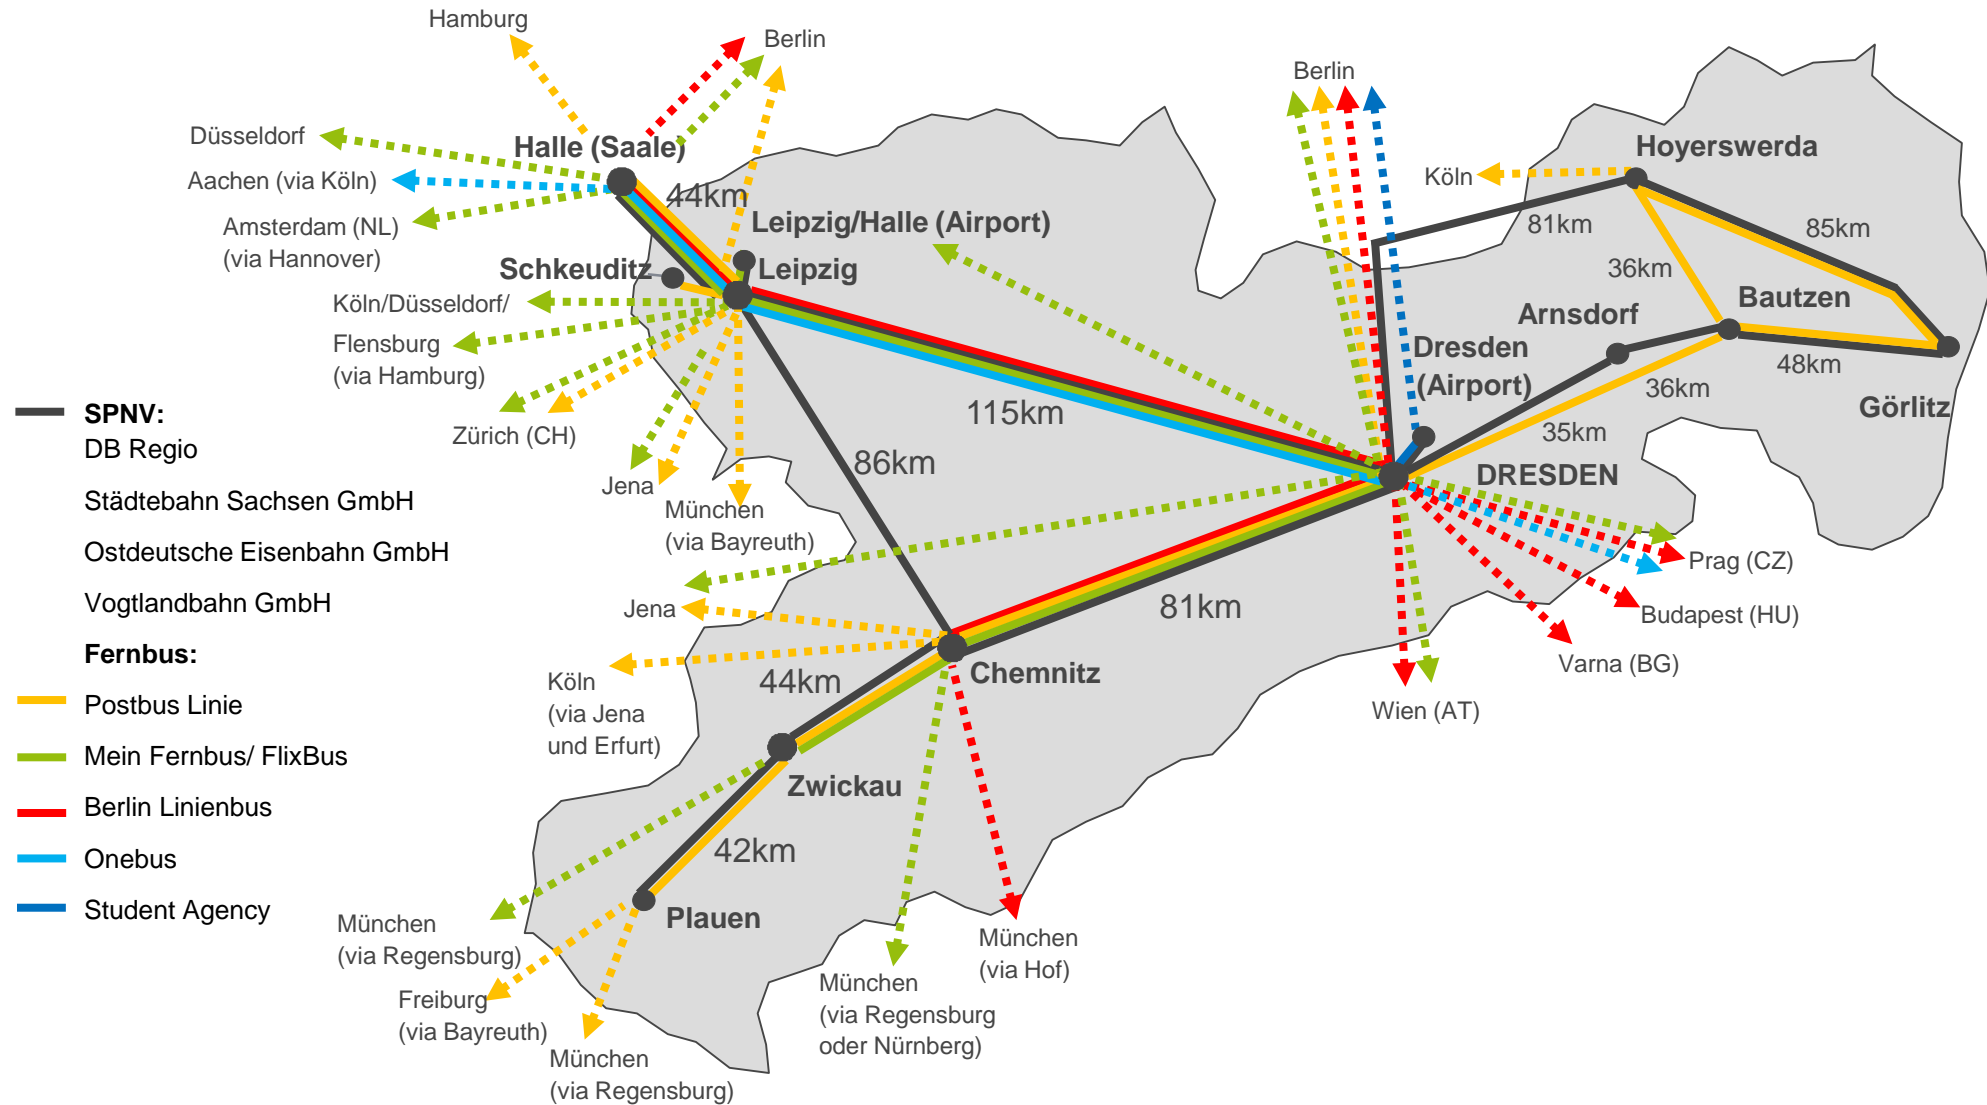 Hamburg
Berlin
Berlin
Düsseldorf
Halle (Saale)
Hoyerswerda
Aachen (via Köln)
Köln
44km
Amsterdam (NL)
(via Hannover)
Leipzig/Halle (Airport)
81km
85km
Schkeuditz
Leipzig
36km
Köln/Düsseldorf/
Bautzen
Arnsdorf
Flensburg
(via Hamburg)
Dresden
(Airport)
48km
36km
115km
Görlitz
Zürich (CH)
35km
86km
DRESDEN
Jena
München
(via Bayreuth)
Prag (CZ)
Jena
81km
Budapest (HU)
Varna (BG)
Chemnitz
44km
Köln
(via Jena
und Erfurt)
Wien (AT)
Zwickau
42km
Plauen
München
(via Regensburg)
München
(via Hof)
Freiburg
(via Bayreuth)
München
(via Regensburg
oder Nürnberg)
München
(via Regensburg)
SPNV:
DB Regio
Städtebahn Sachsen GmbH
Ostdeutsche Eisenbahn GmbH
Vogtlandbahn GmbH
Fernbus:
Postbus Linie
Mein Fernbus/ FlixBus
Berlin Linienbus
Onebus
Student Agency